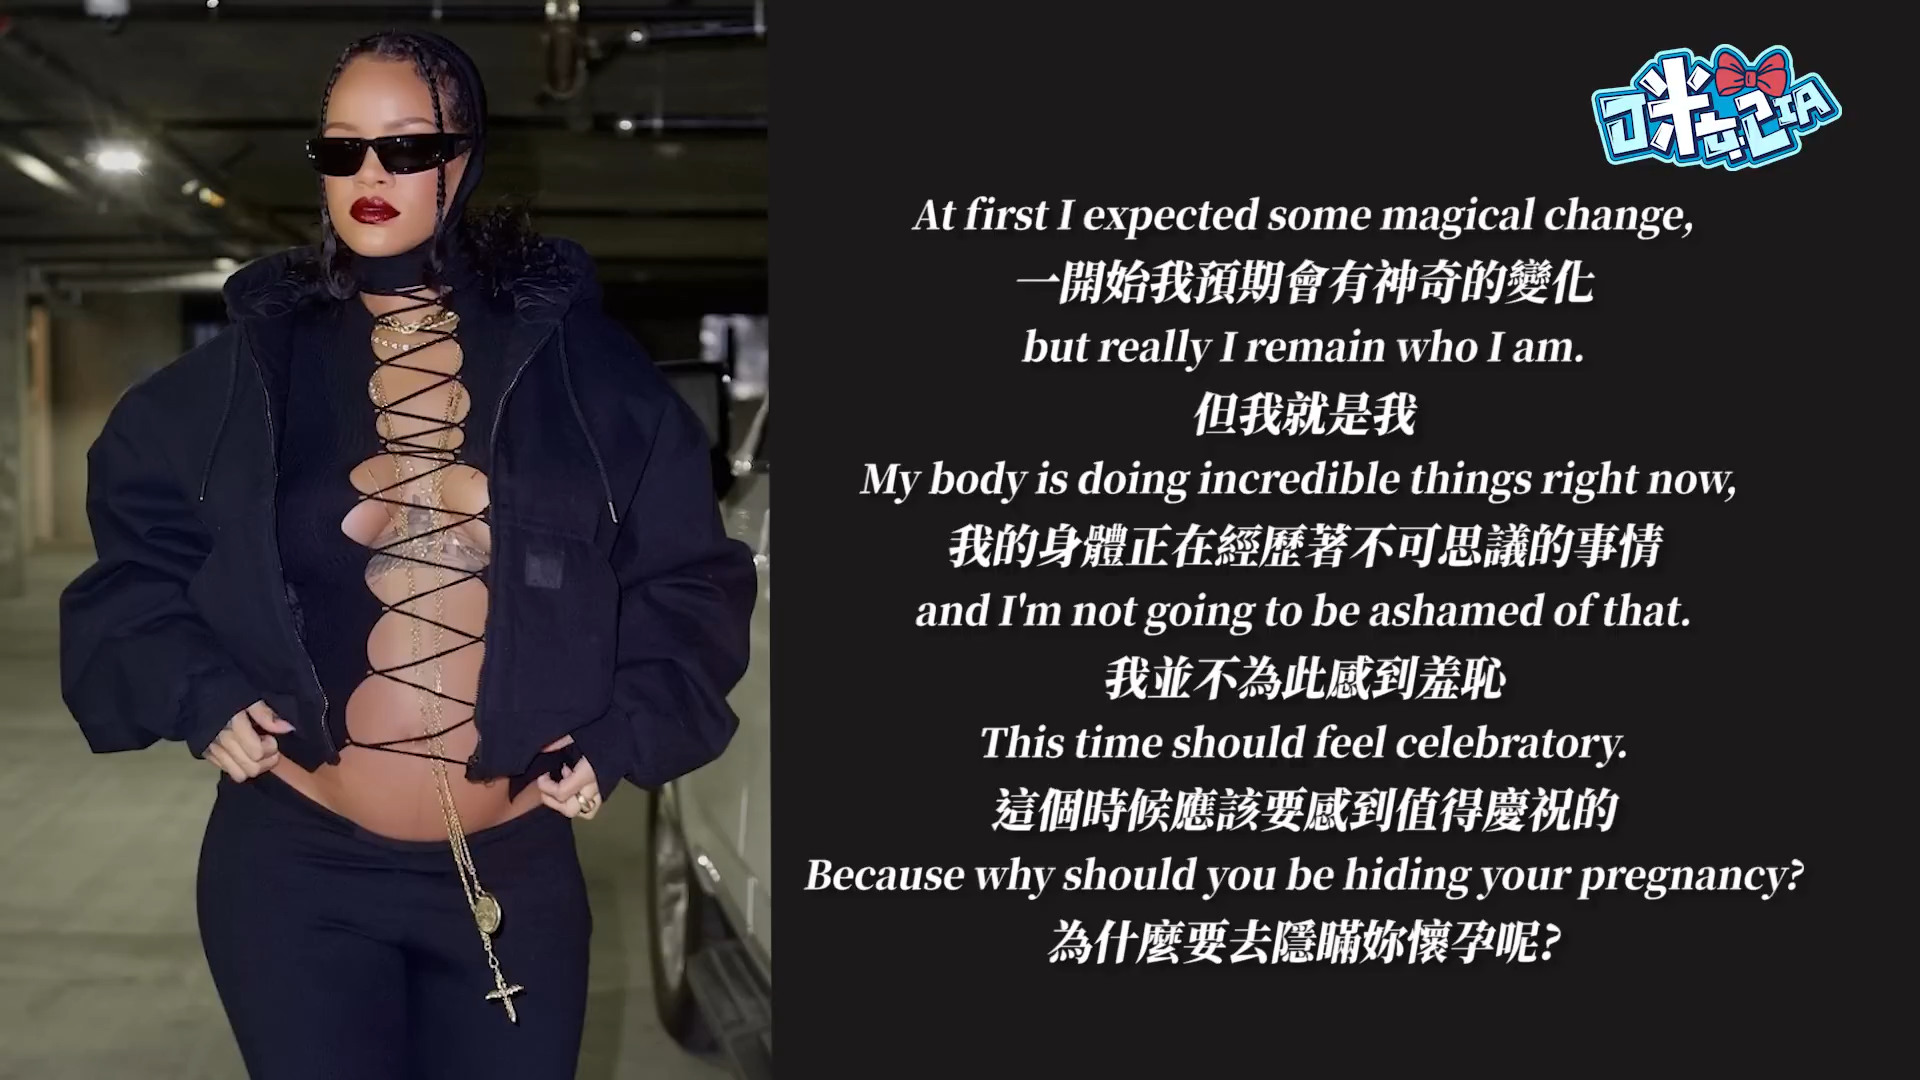 At first I expected some magical change,
一開始我預期會有神奇的變化
but really I remain who I am.
但我就是我
My body is doing incredible things right now,
我的身體正在經歷著不可思議的事情
and I'm not going to be ashamed of that.
我並不為此感到羞恥
This time should feel celebratory.
這個時候應該要感到值得慶祝的
Because why should you be hiding your pregnancy?
為什麼要去隱瞞妳懷孕呢?